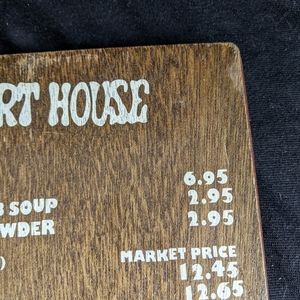 RT HOUSE
6.95
2.95
B SOUP 2.95
WDER
)
MARKET PRICE
12.45
12.65